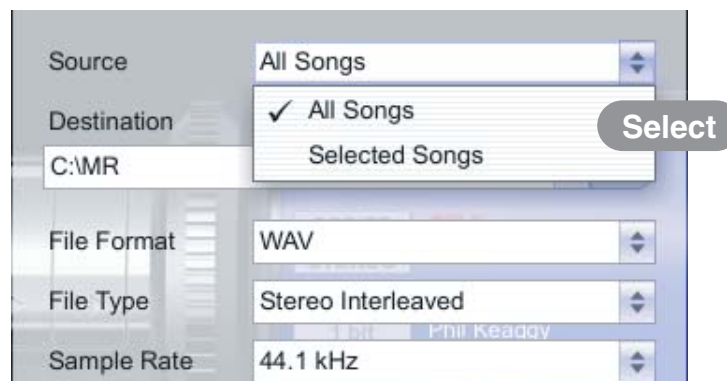 Source All Songs
✓ All Songs
Destination
Select
Selected Songs
C:\MR
File Format WAV
File Type Stereo Interleaved
Phil Keaggy
Sample Rate 44.1 kHz